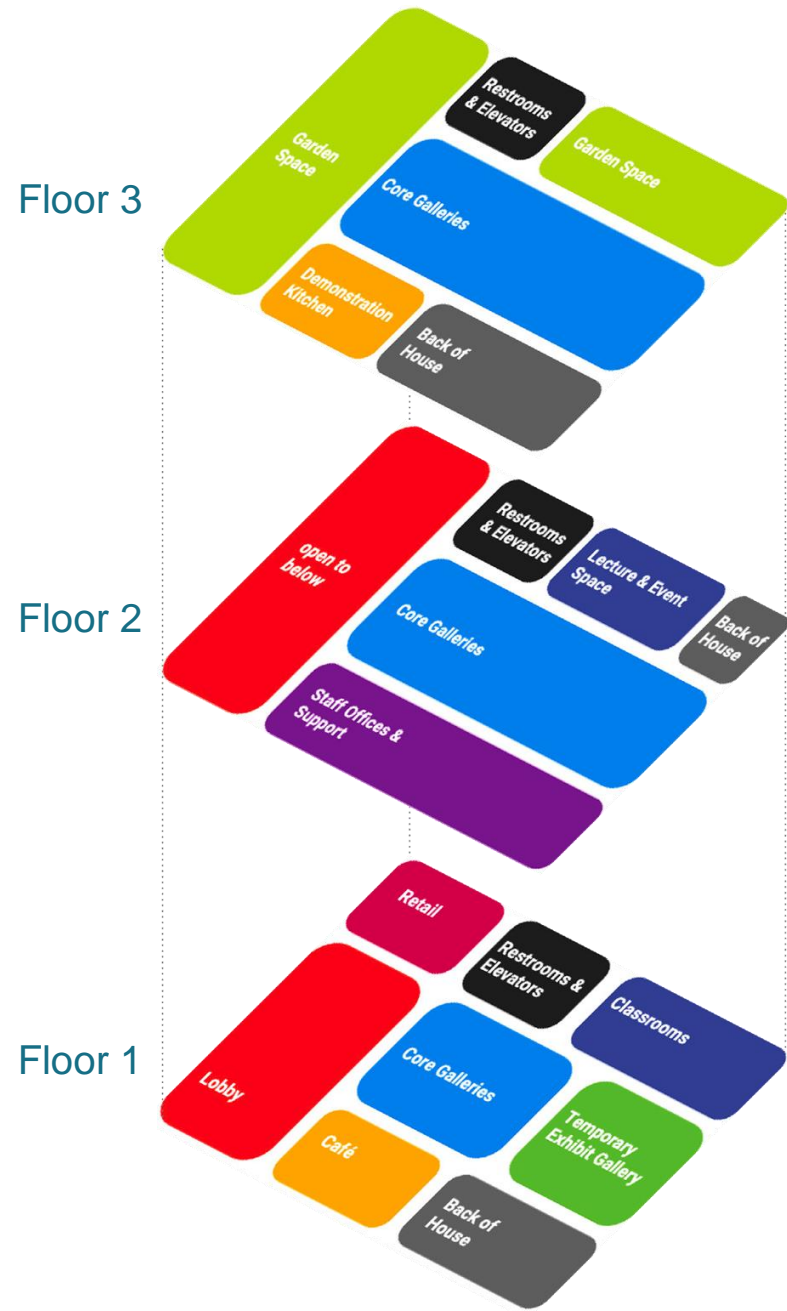 Floor 3
Garden
Space
Restrooms
& Elevators
Garden Space
Core Galleries
Demonstration
Kitchen
Back of
House
Floor 2
open to
below
Restrooms
& Elevators
Lecture & Event
Space
Back of
House
Core Galleries
Staff Offices &
Support
Floor 1
Retail
Restrooms &
Elevators
Classrooms
Lobby
Core Galleries
Temporary
Exhibit Gallery
Café
Back of
House